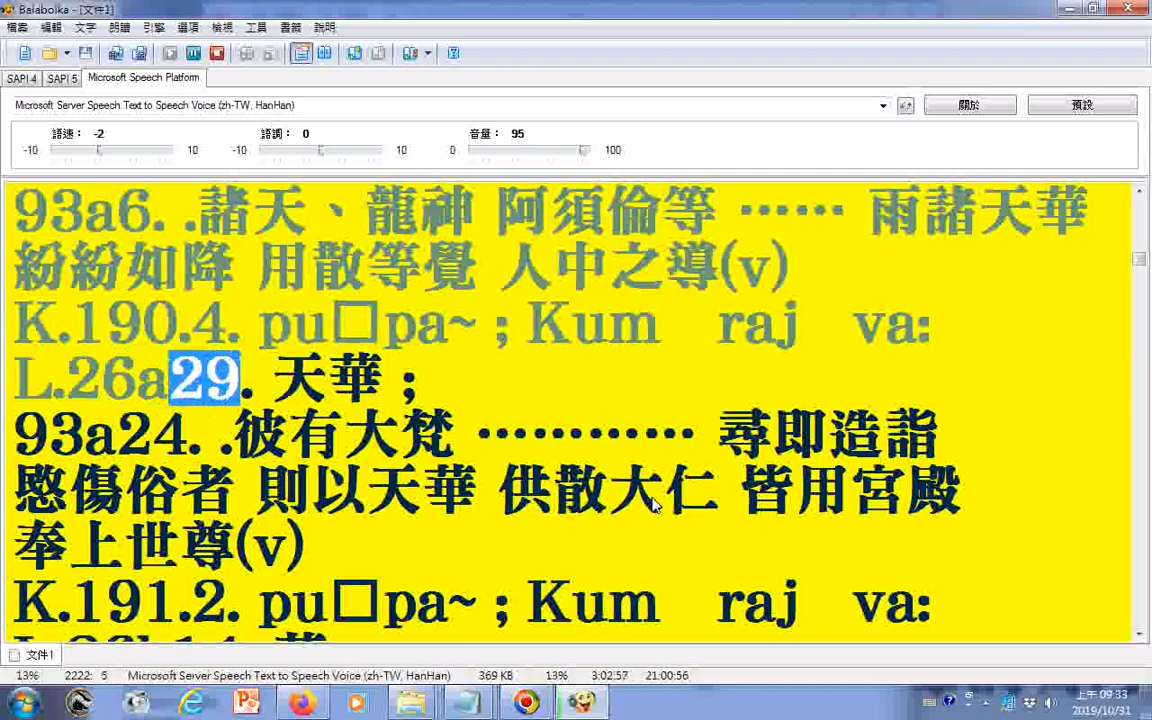 Balabolka - [文件1]
檔案 編輯 文字 朗讀 引擎 選項 檢視 工具 書籤 說明
SAPI 4 SAPI 5 Microsoft Speech Platform
Microsoft Server Speech Text to Speech Voice (zh-TW, HanHan)
關於 預設
語速： -2 語調： 0 音量： 95
-10 10 -10 10 0 100
93a6. .諸天、龍神 阿須倫等 …… 雨諸天華
紛紛如降 用散等覺 人中之導(v)
K.190.4. pu□pa~ ; Kum raj va:
L.26a29. 天華 ;
93a24. .彼有大梵 ………… 尋即造詣
愍傷俗者 則以天華 供散大仁 皆用宮殿
奉上世尊(v)
K.191.2. pu□pa~ ; Kum raj va:
文件1
13% 2222: 5 Microsoft Server Speech Text to Speech Voice (zh-TW, HanHan) 369 KB 13% 3:02:57 21:00:56
上午 09:33
2019/10/31